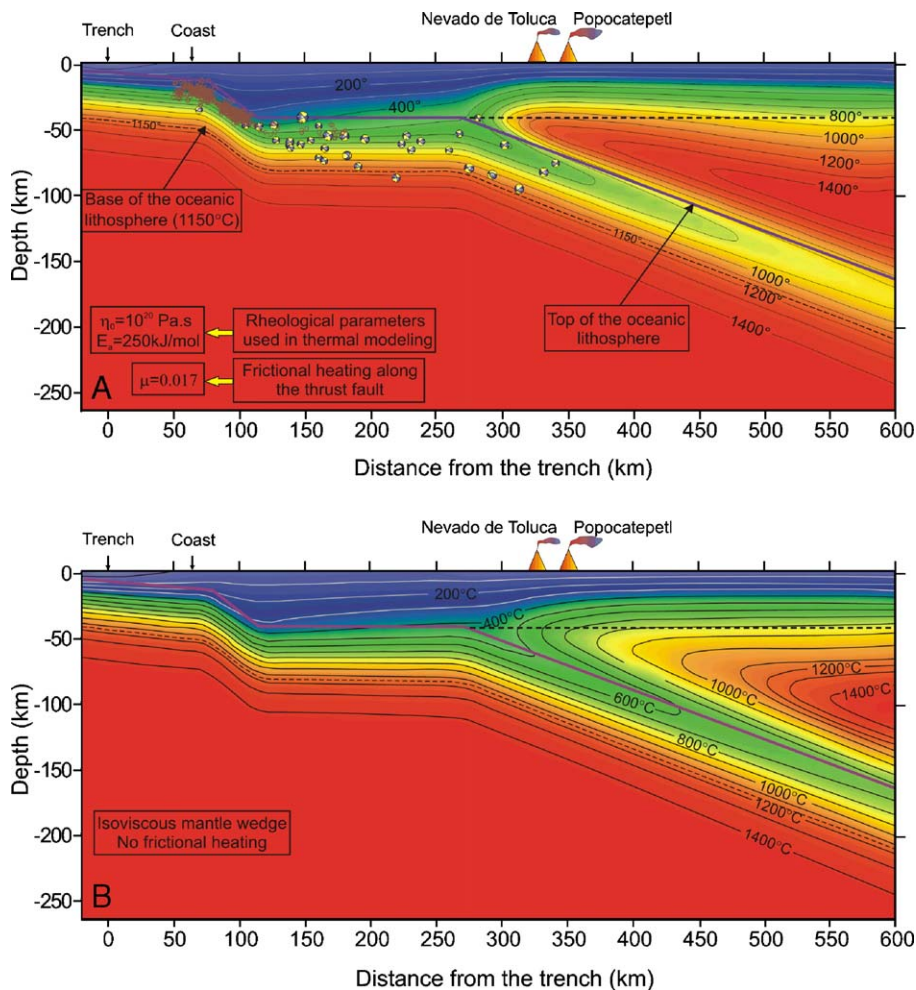 Nevado de Toluca Popocatepetl
Trench Coast
0
-50
-100
-150
-200
-250
Depth (km)
200°
400°
800°
1000°
1200°
1400°
1150°
1150°
1000°
1200°
1400°
Base of the oceanic
lithosphere (1150°C)
Top of the oceanic
lithosphere
η₀=10²⁰ Pa.s
Eₐ=250kJ/mol
Rheological parameters
used in thermal modeling
μ=0.017
Frictional heating along
the thrust fault
A
0 50 100 150 200 250 300 350 400 450 500 550 600
Distance from the trench (km)
Nevado de Toluca Popocatepetl
Trench Coast
0
-50
-100
-150
-200
-250
Depth (km)
200°C
400°C
600°C
800°C
1000°C
1200°C
1400°C
1000°C
1200°C
1400°C
Isoviscous mantle wedge
No frictional heating
B
0 50 100 150 200 250 300 350 400 450 500 550 600
Distance from the trench (km)